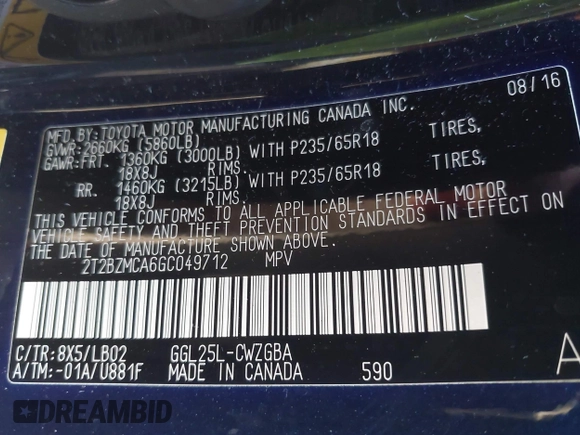 08/16
MFD.BY:TOYOTA MOTOR MANUFACTURING CANADA INC.
GVWR:2660KG (5860LB)
GAWR:FRT. 1360KG (3000LB) WITH P235/65R18 TIRES,
18X8J RIMS.
RR. 1460KG (3215LB) WITH P235/65R18 TIRES,
18X8J RIMS.
THIS VEHICLE CONFORMS TO ALL APPLICABLE FEDERAL MOTOR
VEHICLE SAFETY AND THEFT PREVENTION STANDARDS IN EFFECT ON
THE DATE OF MANUFACTURE SHOWN ABOVE.
2T2BZMCA6GC049712 MPV
C/TR:8X5/LB02 GGL25L-CWZGBA A
A/TM:-01A/U881F MADE IN CANADA 590
DREAMBID